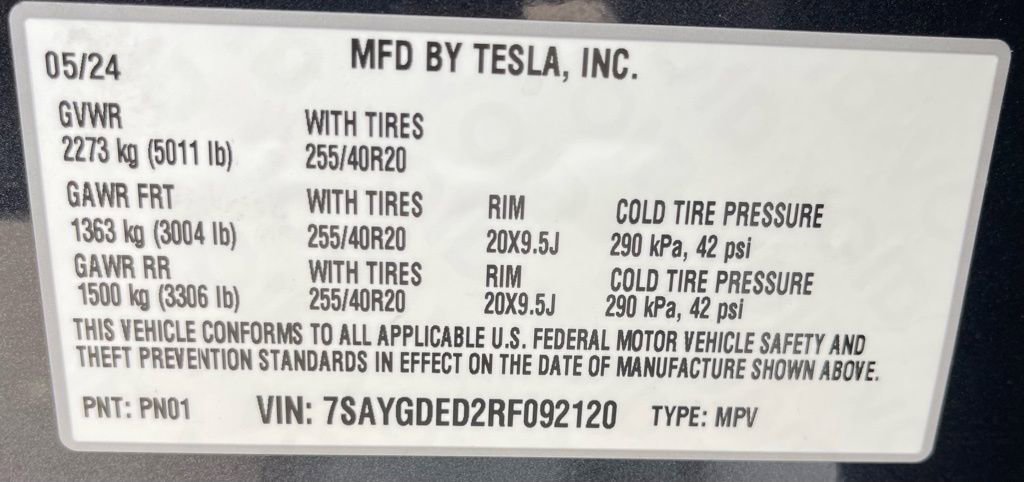 05/24 MFD BY TESLA, INC.
GVWR WITH TIRES
2273 kg (5011 lb) 255/40R20
GAWR FRT WITH TIRES RIM COLD TIRE PRESSURE
1363 kg (3004 lb) 255/40R20 20X9.5J 290 kPa, 42 psi
GAWR RR WITH TIRES RIM COLD TIRE PRESSURE
1500 kg (3306 lb) 255/40R20 20X9.5J 290 kPa, 42 psi
THIS VEHICLE CONFORMS TO ALL APPLICABLE U.S. FEDERAL MOTOR VEHICLE SAFETY AND
THEFT PREVENTION STANDARDS IN EFFECT ON THE DATE OF MANUFACTURE SHOWN ABOVE.
PNT: PN01 VIN: 7SAYGDED2RF092120 TYPE: MPV